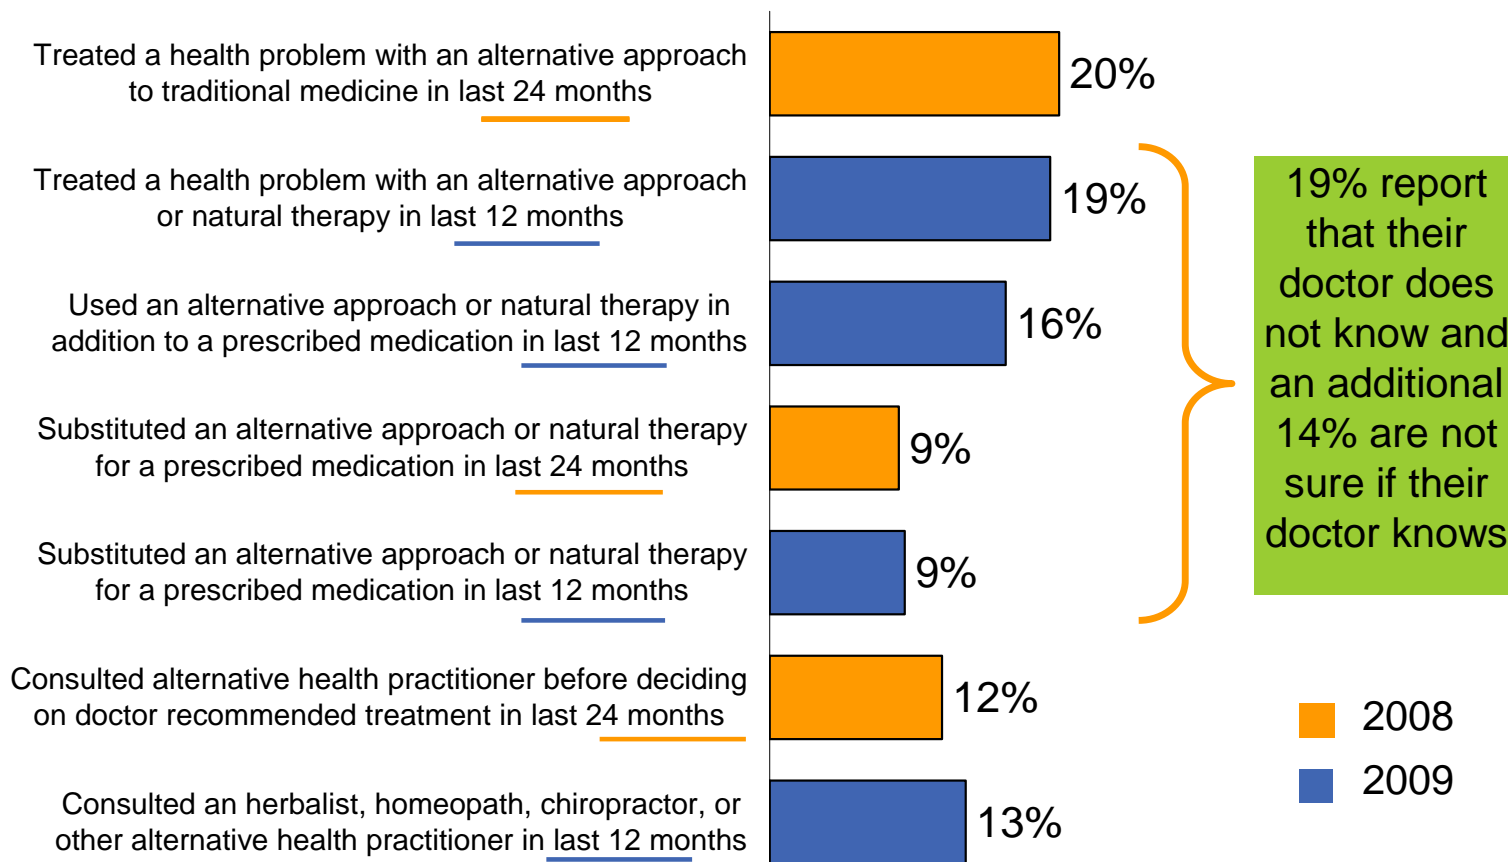 Treated a health problem with an alternative approach
to traditional medicine in last 24 months
20%
Treated a health problem with an alternative approach
or natural therapy in last 12 months
19%
Used an alternative approach or natural therapy in
addition to a prescribed medication in last 12 months
16%
Substituted an alternative approach or natural therapy
for a prescribed medication in last 24 months
9%
Substituted an alternative approach or natural therapy
for a prescribed medication in last 12 months
9%
Consulted alternative health practitioner before deciding
on doctor recommended treatment in last 24 months
12%
Consulted an herbalist, homeopath, chiropractor, or
other alternative health practitioner in last 12 months
13%
19% report
that their
doctor does
not know and
an additional
14% are not
sure if their
doctor knows
2008
2009